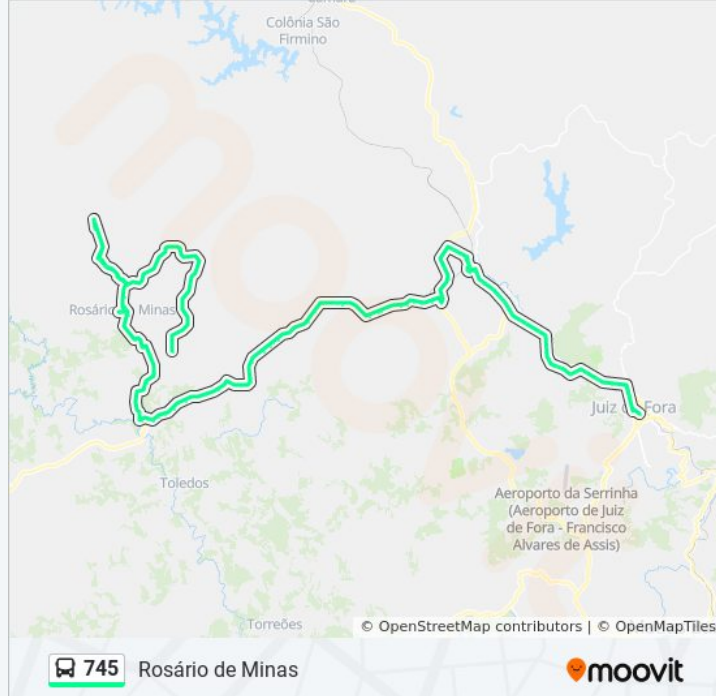 Colônia São
Firmino
Rosário Minas
Juiz de Fora
Toledos
Aeroporto da Serrinha
(Aeroporto de Juiz
de Fora - Francisco
Alvares de Assis)
Torreões
© OpenStreetMap contributors | © OpenMapTiles
745 Rosário de Minas
moovit